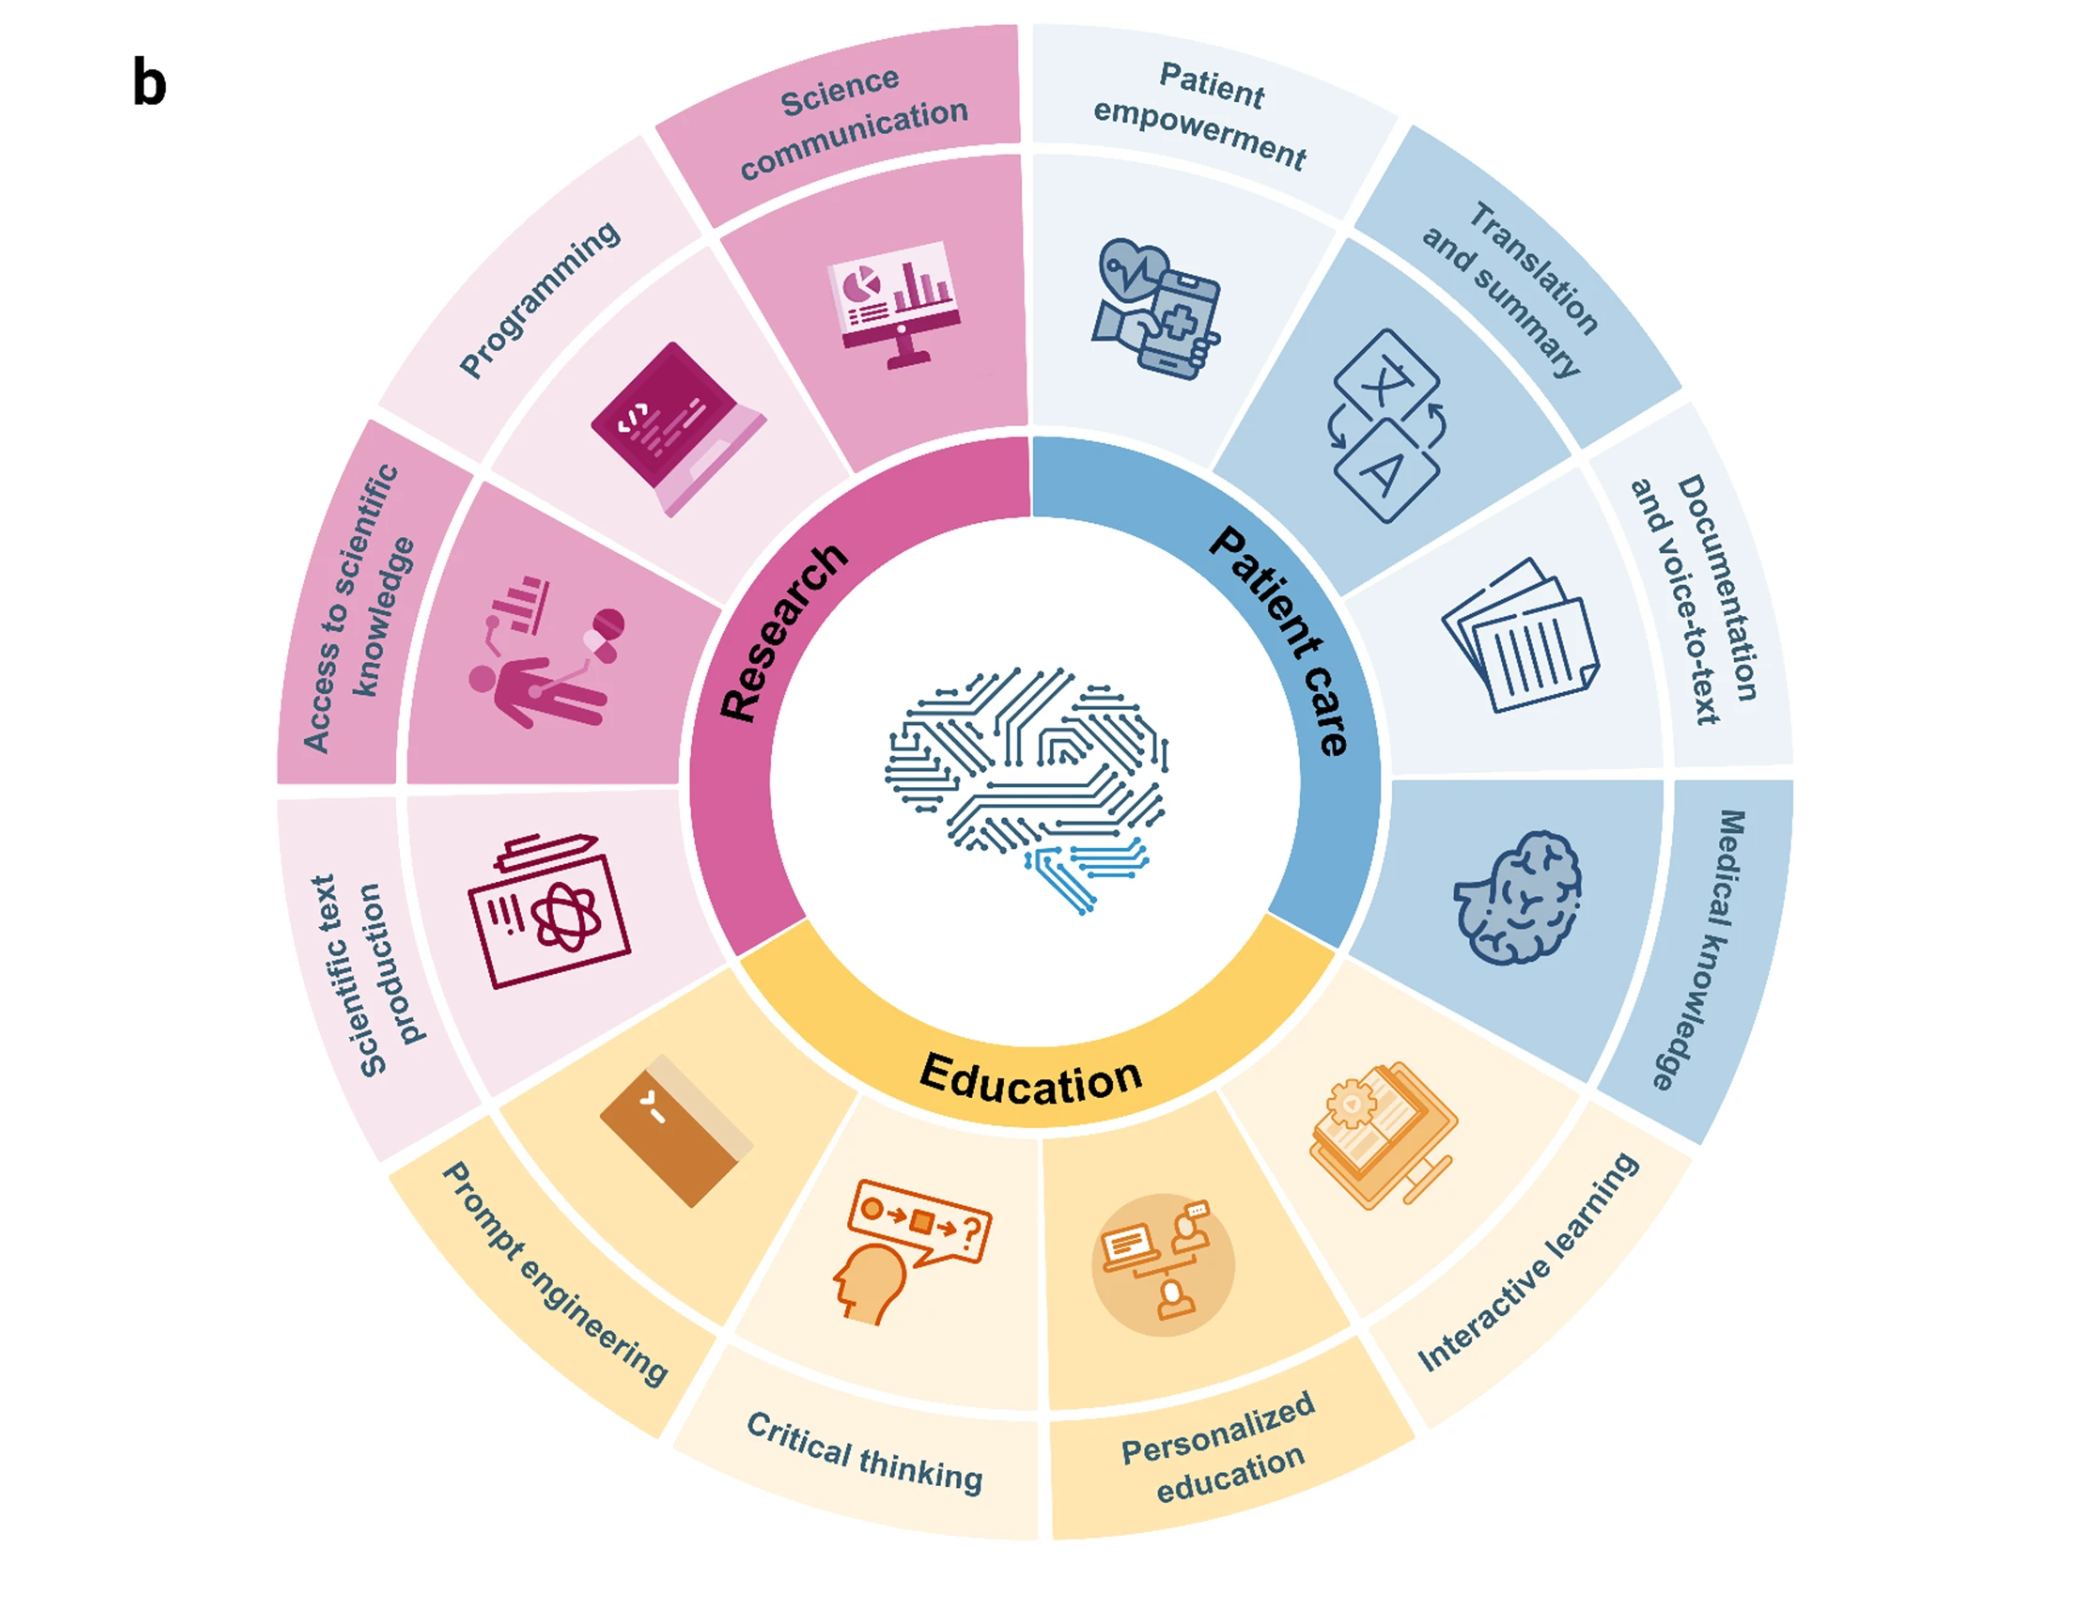 b
Science
communication
Patient
empowerment
Translation
and summary
Documentation
and voice-to-text
Medical knowledge
Interactive learning
Personalized
education
Critical thinking
Prompt engineering
Scientific text
production
Access to scientific
knowledge
Programming
Research
Patient care
Education
文
A